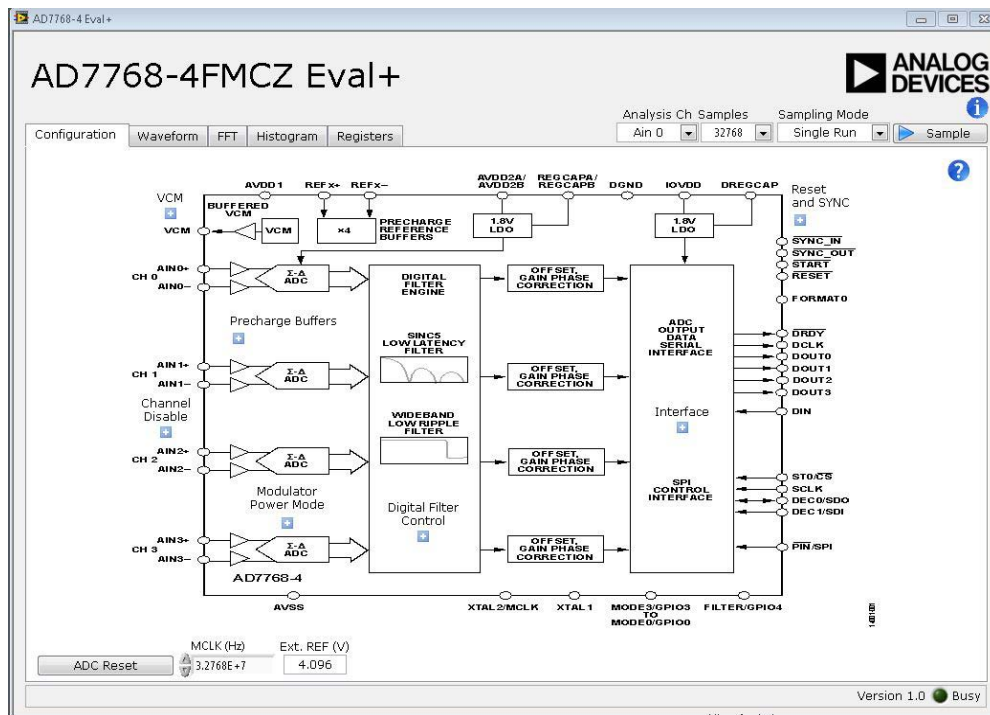 AD7768-4 Eval+
AD7768-4FMCZ Eval+
ANALOG
DEVICES
Analysis Ch Samples Sampling Mode
Configuration Waveform FFT Histogram Registers
Ain 0 32768 Single Run Sample
VCM
AVDD1 REFx+ REFx–
AVDD2A/
AVDD2B
REGCAPA/
REGCAPB
DGND IOVDD DREGCAP
Reset
and SYNC
BUFFERED
VCM
VCM
VCM
×4
PRECHARGE
REFERENCE
BUFFERS
1.8V
LDO
1.8V
LDO
SYNC_IN
SYNC_OUT
START
RESET
FORMAT0
CH 0
AIN0+
AIN0–
Σ-Δ
ADC
DIGITAL
FILTER
ENGINE
OFFSET,
GAIN PHASE
CORRECTION
ADC
OUTPUT
DATA
SERIAL
INTERFACE
Precharge Buffers
SINC5
LOW LATENCY
FILTER
DRDY
DCLK
DOUT0
DOUT1
DOUT2
DOUT3
DIN
CH 1
AIN1+
AIN1–
Σ-Δ
ADC
OFFSET,
GAIN PHASE
CORRECTION
Channel
Disable
WIDEBAND
LOW RIPPLE
FILTER
Interface
CH 2
AIN2+
AIN2–
Σ-Δ
ADC
OFFSET,
GAIN PHASE
CORRECTION
SPI
CONTROL
INTERFACE
ST0/CS
SCLK
DEC0/SDO
DEC1/SDI
Modulator
Power Mode
Digital Filter
Control
CH 3
AIN3+
AIN3–
Σ-Δ
ADC
OFFSET,
GAIN PHASE
CORRECTION
PIN/SPI
AD7768-4
AVSS XTAL2/MCLK XTAL1
MODE3/GPIO3
TO
MODE0/GPIO0
FILTER/GPIO4
MCLK (Hz) Ext. REF (V)
ADC Reset 3.2768E+7 4.096
Version 1.0 Busy